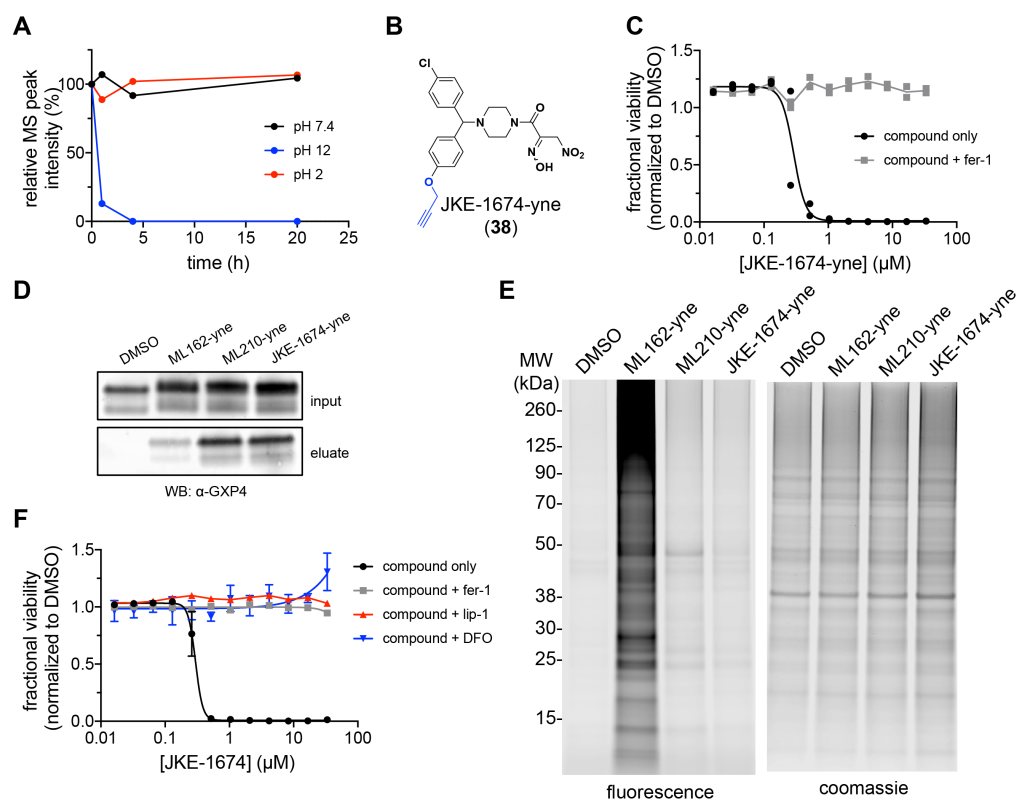 A
relative MS peak
intensity (%)
100
50
0
0
5
10
15
20
25
time (h)
pH 7.4
pH 12
pH 2
B
Cl
N
N
O
N
OH
NO2
O
JKE-1674-yne
(38)
C
fractional viability
(normalized to DMSO)
1.5
1.0
0.5
0.0
0.01
0.1
1
10
100
[JKE-1674-yne] (µM)
compound only
compound + fer-1
D
DMSO
ML162-yne
ML210-yne
JKE-1674-yne
input
eluate
WB: α-GXP4
E
MW
(kDa)
DMSO
ML162-yne
ML210-yne
JKE-1674-yne
DMSO
ML162-yne
ML210-yne
JKE-1674-yne
260-
125-
90-
70-
50-
38-
30-
25-
15-
fluorescence
coomassie
F
fractional viability
(normalized to DMSO)
1.5
1.0
0.5
0.0
0.01
0.1
1
10
100
[JKE-1674] (µM)
compound only
compound + fer-1
compound + lip-1
compound + DFO